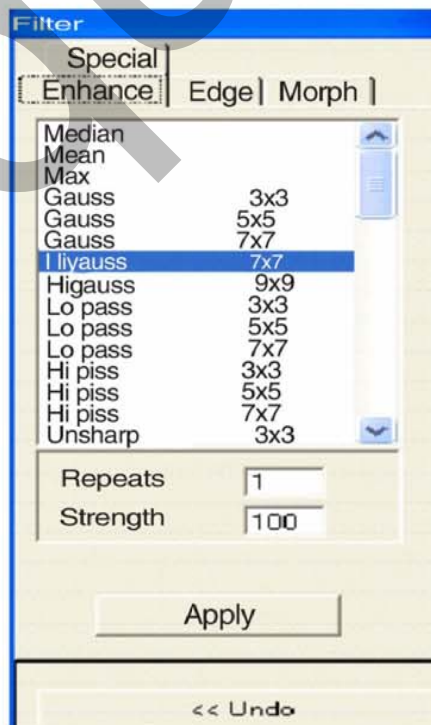 Filter
Special
Enhance Edge Morph
Median
Mean
Max
Gauss 3x3
Gauss 5x5
Gauss 7x7
I liyauss 7x7
Higauss 9x9
Lo pass 3x3
Lo pass 5x5
Lo pass 7x7
Hi piss 3x3
Hi piss 5x5
Hi piss 7x7
Unsharp 3x3
Repeats 1
Strength 100
Apply
<< Undo